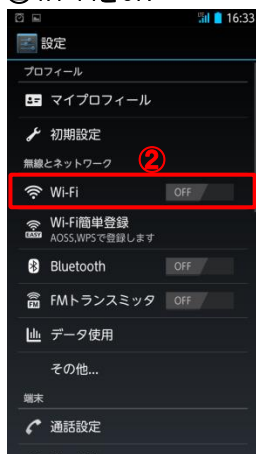 16:33
設定
プロフィール
マイプロフィール
初期設定
無線とネットワーク
②
Wi-Fi OFF
Wi-Fi簡単登録
EASY
AOSS,WPSで登録します
Bluetooth OFF
FMトランスミッタ OFF
FM
データ使用
その他...
端末
通話設定